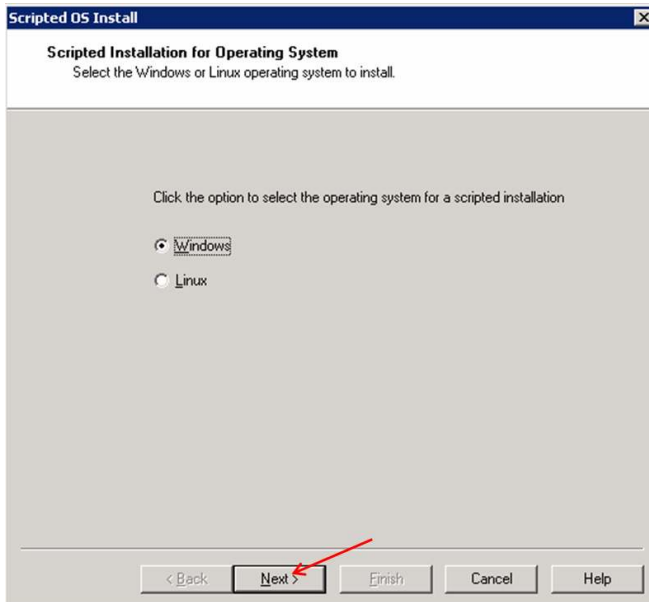 Scripted OS Install
Scripted Installation for Operating System
Select the Windows or Linux operating system to install.
Click the option to select the operating system for a scripted installation
Windows
Linux
< Back Next > Finish Cancel Help